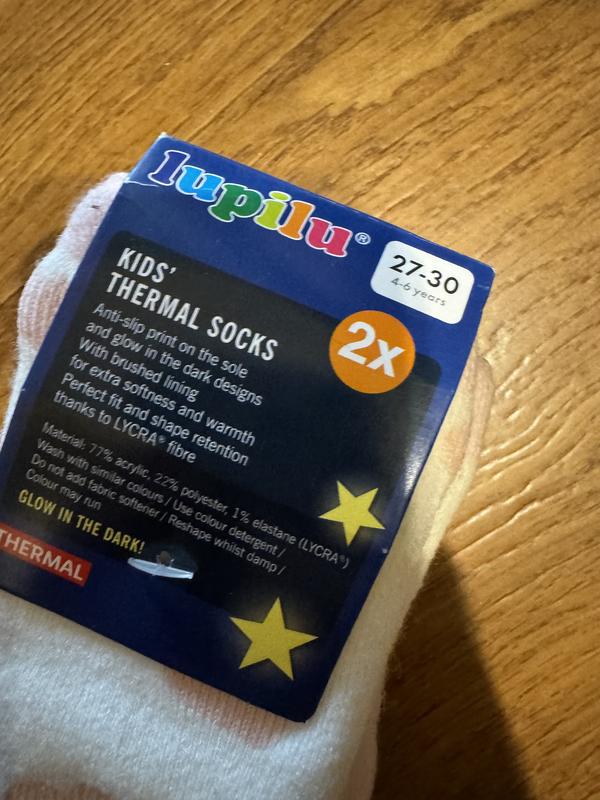 lupilu®
27-30
4-6 years
2x
KIDS'
THERMAL SOCKS
Anti-slip print on the sole
and glow in the dark designs
With brushed lining
for extra softness and warmth
Perfect fit and shape retention
thanks to LYCRA® fibre
Material: 77% acrylic, 22% polyester, 1% elastane (LYCRA®)
Wash with similar colours / Use colour detergent /
Do not add fabric softener / Reshape whilst damp /
Colour may run
GLOW IN THE DARK!
THERMAL